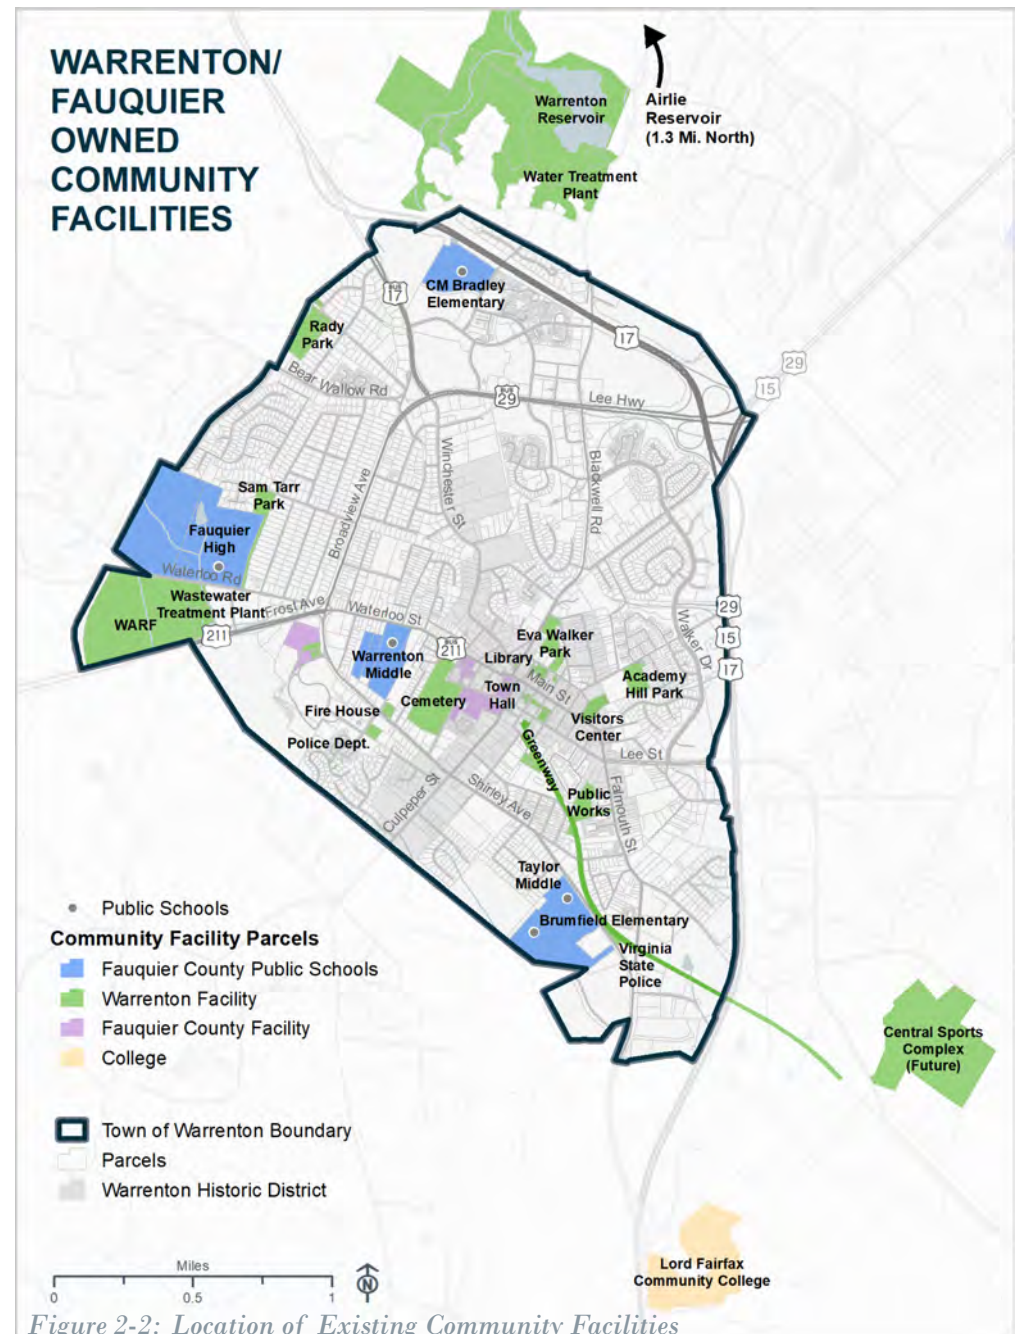 WARRENTON/
FAUQUIER
OWNED
COMMUNITY
FACILITIES
Warrenton
Reservoir
Airlie
Reservoir
(1.3 Mi. North)
Water Treatment
Plant
CM Bradley
Elementary
BUS
17
17
Rady
Park
29
15
Bear Wallow Rd
BUS
29
Lee Hwy
Winchester St
Blackwell Rd
Broadview Ave
Sam Tarr
Park
Fauquier
High
Waterloo Rd
Wastewater
Treatment Plant
WARF
Frost Ave
211
Waterloo St
29
15
17
Walker Dr
Warrenton
Middle
BUS
211
Library
Eva Walker
Park
Main St
Academy
Hill Park
Town
Hall
Cemetery
Fire House
Visitors
Center
Police Dept.
Greenway
Lee St
Culpeper St
Shirley Ave
Public
Works
Falmouth St
Taylor
Middle
Brumfield Elementary
Virginia
State
Police
Public Schools
Community Facility Parcels
Fauquier County Public Schools
Warrenton Facility
Fauquier County Facility
College
Central Sports
Complex
(Future)
Town of Warrenton Boundary
Parcels
Warrenton Historic District
Lord Fairfax
Community College
Miles
0 0.5 1
N
Figure 2-2: Location of Existing Community Facilities